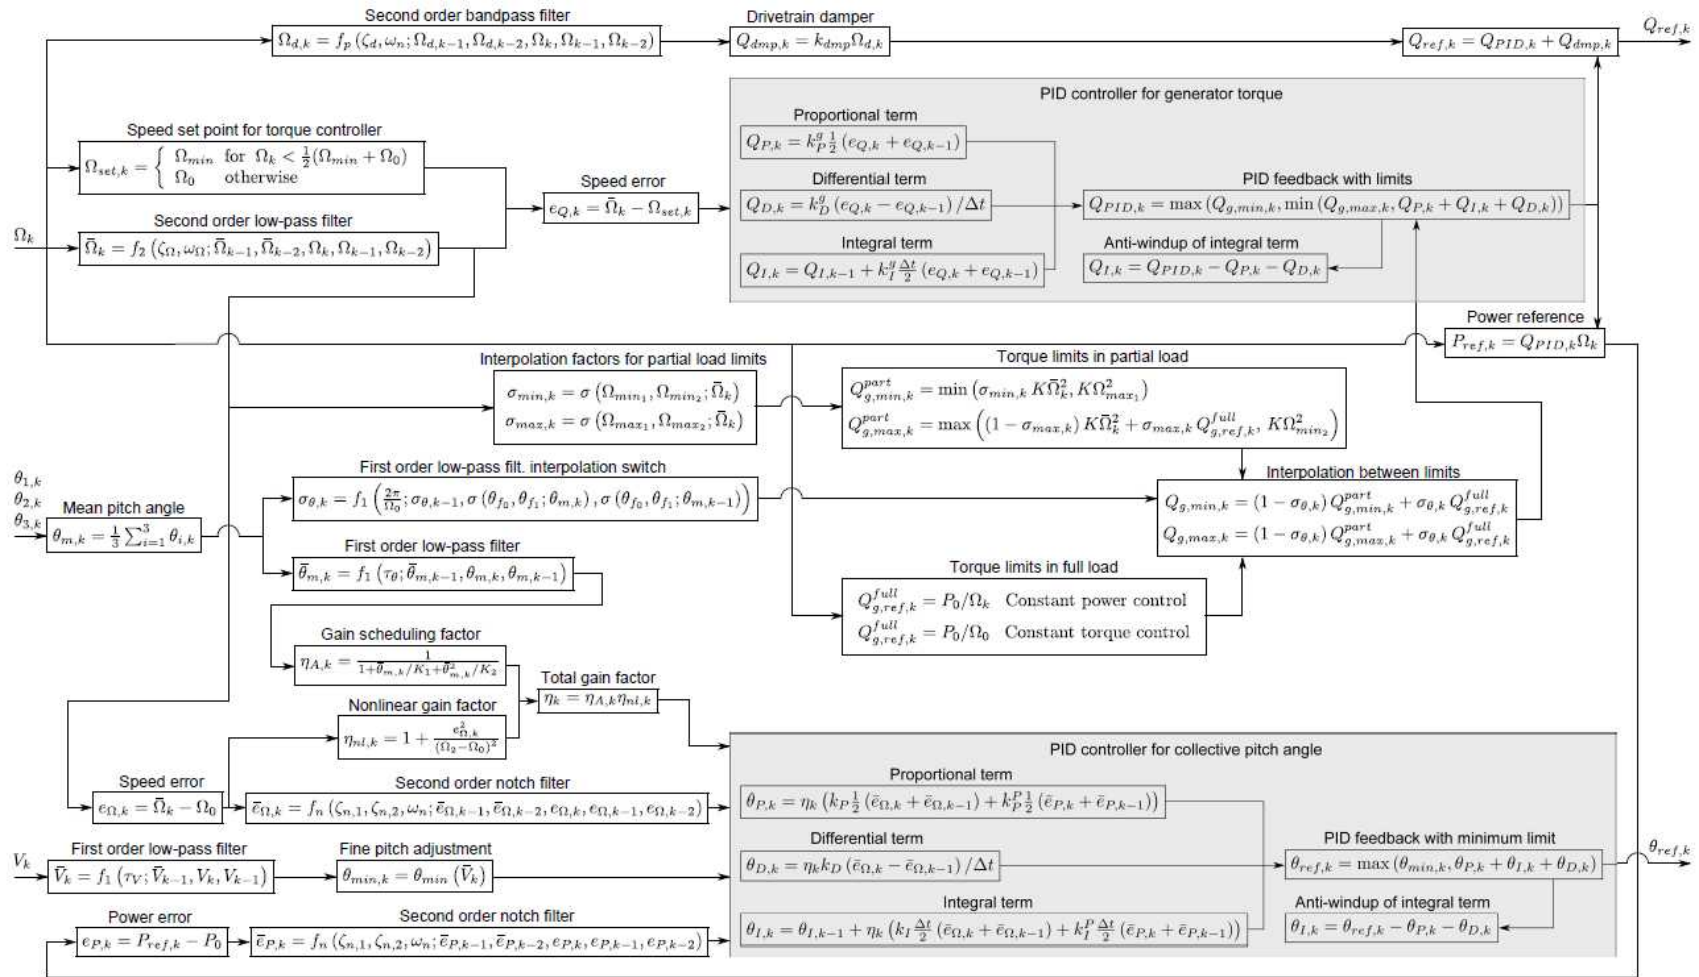 Second order bandpass filter
Ω_{d,k} = f_p (ζ_d, ω_n; Ω_{d,k−1}, Ω_{d,k−2}, Ω_k, Ω_{k−1}, Ω_{k−2})
Drivetrain damper
Q_{dmp,k} = k_{dmp}Ω_{d,k}
Q_{ref,k} = Q_{PID,k} + Q_{dmp,k}
Q_{ref,k}
PID controller for generator torque
Speed set point for torque controller
Ω_{set,k} = { Ω_{min} for Ω_k < ½(Ω_{min} + Ω_0)
Ω_0 otherwise
Proportional term
Q_{P,k} = k_P^g ½ (e_{Q,k} + e_{Q,k−1})
Speed error
e_{Q,k} = Ω̄_k − Ω_{set,k}
Differential term
Q_{D,k} = k_D^g (e_{Q,k} − e_{Q,k−1}) /Δt
PID feedback with limits
Q_{PID,k} = max (Q_{g,min,k}, min (Q_{g,max,k}, Q_{P,k} + Q_{I,k} + Q_{D,k}))
Ω_k
Second order low-pass filter
Ω̄_k = f_2 (ζ_Ω, ω_Ω; Ω̄_{k−1}, Ω̄_{k−2}, Ω_k, Ω_{k−1}, Ω_{k−2})
Integral term
Q_{I,k} = Q_{I,k−1} + k_I^g Δt/2 (e_{Q,k} + e_{Q,k−1})
Anti-windup of integral term
Q_{I,k} = Q_{PID,k} − Q_{P,k} − Q_{D,k}
Power reference
P_{ref,k} = Q_{PID,k}Ω_k
Interpolation factors for partial load limits
σ_{min,k} = σ (Ω_{min_1}, Ω_{min_2}; Ω̄_k)
σ_{max,k} = σ (Ω_{max_1}, Ω_{max_2}; Ω̄_k)
Torque limits in partial load
Q_{g,min,k}^{part} = min (σ_{min,k} KΩ̄_k^2, KΩ_{max_1}^2)
Q_{g,max,k}^{part} = max ((1 − σ_{max,k}) KΩ̄_k^2 + σ_{max,k} Q_{g,ref,k}^{full}, KΩ_{min_2}^2)
θ_{1,k}
θ_{2,k}
θ_{3,k}
Mean pitch angle
θ_{m,k} = ⅓ ∑_{i=1}^3 θ_{i,k}
First order low-pass filt. interpolation switch
σ_{θ,k} = f_1 (2π/Ω_0; σ_{θ,k−1}, σ (θ_{f_0}, θ_{f_1}; θ_{m,k}), σ (θ_{f_0}, θ_{f_1}; θ_{m,k−1}))
Interpolation between limits
Q_{g,min,k} = (1 − σ_{θ,k}) Q_{g,min,k}^{part} + σ_{θ,k} Q_{g,ref,k}^{full}
Q_{g,max,k} = (1 − σ_{θ,k}) Q_{g,max,k}^{part} + σ_{θ,k} Q_{g,ref,k}^{full}
First order low-pass filter
θ̄_{m,k} = f_1 (τ_θ; θ̄_{m,k−1}, θ_{m,k}, θ_{m,k−1})
Torque limits in full load
Q_{g,ref,k}^{full} = P_0/Ω_k Constant power control
Q_{g,ref,k}^{full} = P_0/Ω_0 Constant torque control
Gain scheduling factor
η_{A,k} = 1/(1+θ̄_{m,k}/K_1+θ̄_{m,k}^2/K_2)
Total gain factor
η_k = η_{A,k}η_{nl,k}
Nonlinear gain factor
η_{nl,k} = 1 + e_{Ω,k}^2/(Ω_2−Ω_0)^2
PID controller for collective pitch angle
Speed error
e_{Ω,k} = Ω̄_k − Ω_0
Second order notch filter
ē_{Ω,k} = f_n (ζ_{n,1}, ζ_{n,2}, ω_n; ē_{Ω,k−1}, ē_{Ω,k−2}, e_{Ω,k}, e_{Ω,k−1}, e_{Ω,k−2})
Proportional term
θ_{P,k} = η_k (k_P ½ (ē_{Ω,k} + ē_{Ω,k−1}) + k_P^P ½ (ē_{P,k} + ē_{P,k−1}))
V_k
First order low-pass filter
V̄_k = f_1 (τ_V; V̄_{k−1}, V_k, V_{k−1})
Fine pitch adjustment
θ_{min,k} = θ_{min} (V̄_k)
Differential term
θ_{D,k} = η_k k_D (ē_{Ω,k} − ē_{Ω,k−1}) /Δt
PID feedback with minimum limit
θ_{ref,k} = max (θ_{min,k}, θ_{P,k} + θ_{I,k} + θ_{D,k})
θ_{ref,k}
Power error
e_{P,k} = P_{ref,k} − P_0
Second order notch filter
ē_{P,k} = f_n (ζ_{n,1}, ζ_{n,2}, ω_n; ē_{P,k−1}, ē_{P,k−2}, e_{P,k}, e_{P,k−1}, e_{P,k−2})
Integral term
θ_{I,k} = θ_{I,k−1} + η_k (k_I Δt/2 (ē_{Ω,k} + ē_{Ω,k−1}) + k_I^P Δt/2 (ē_{P,k} + ē_{P,k−1}))
Anti-windup of integral term
θ_{I,k} = θ_{ref,k} − θ_{P,k} − θ_{D,k}